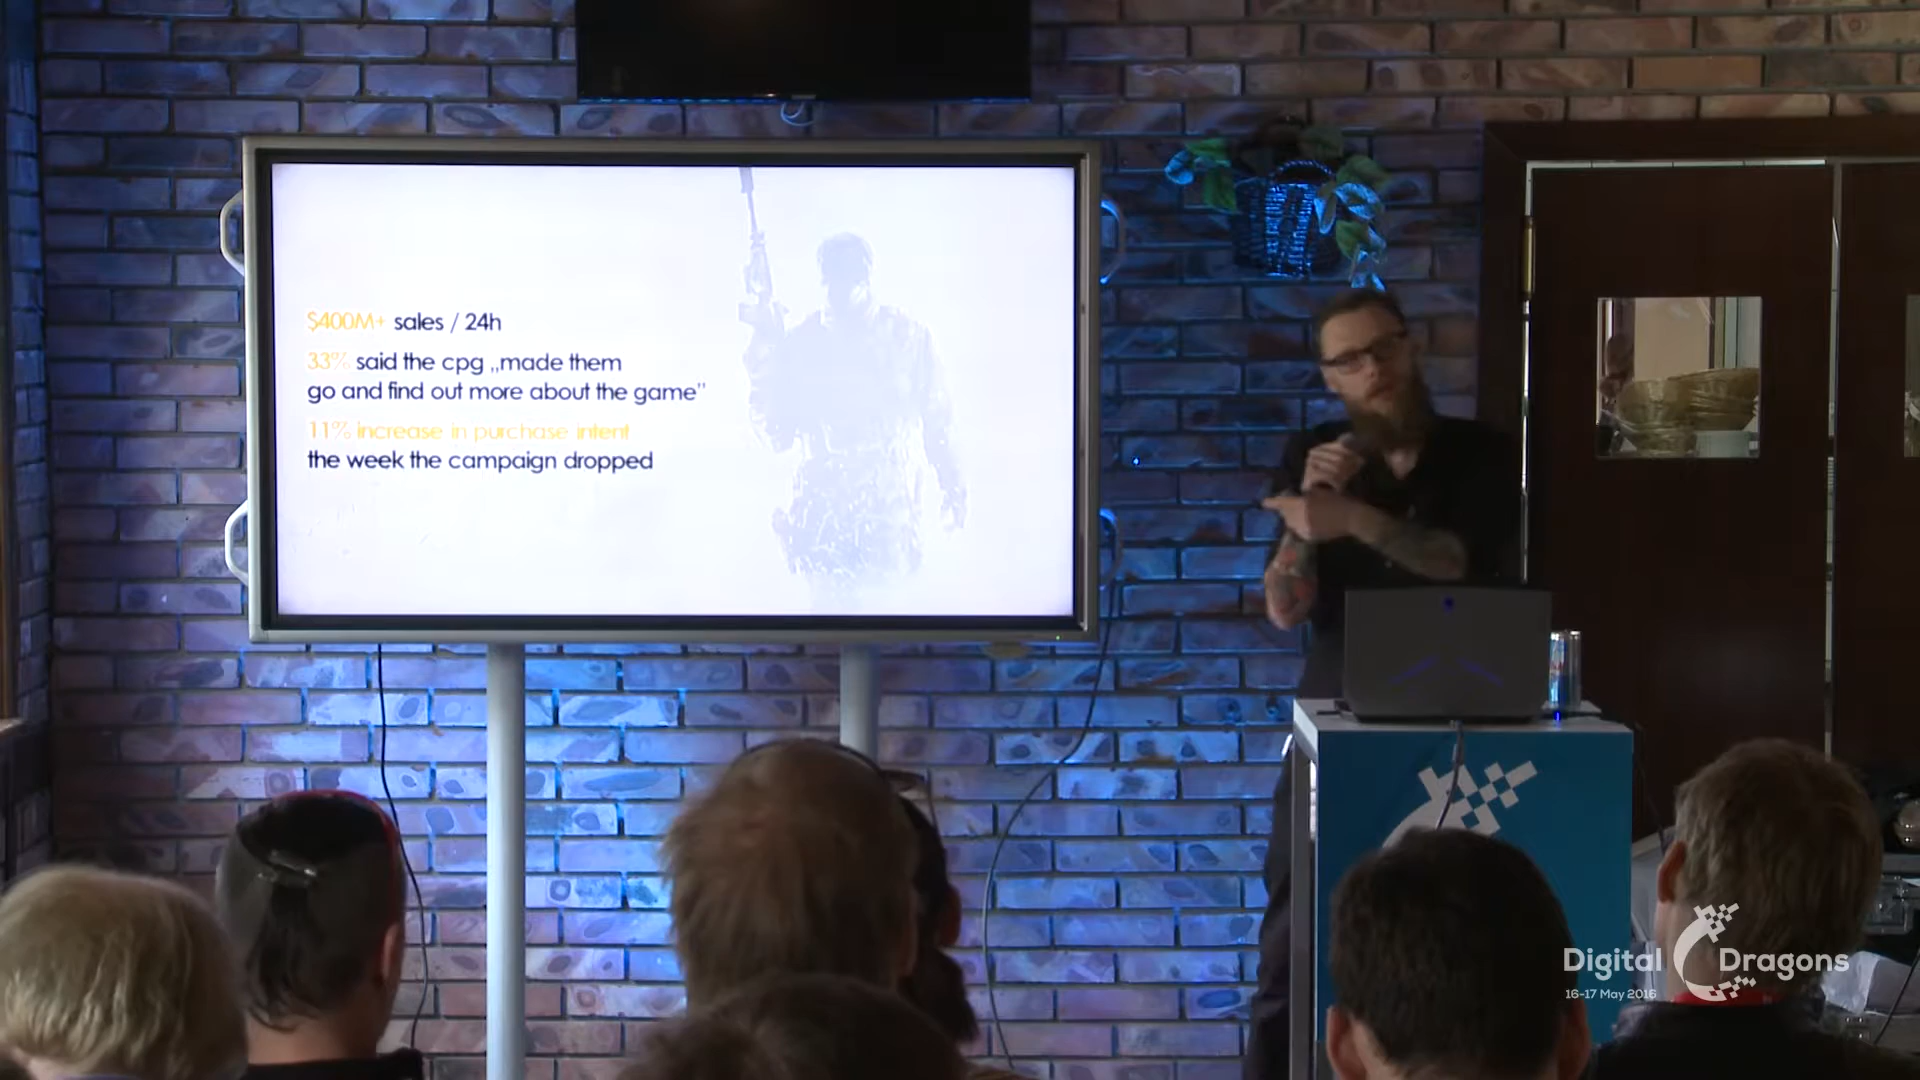 $400M+ sales / 24h
33% said the cpg „made them
go and find out more about the game”
11% increase in purchase intent
the week the campaign dropped
Digital Dragons
16-17 May 2016